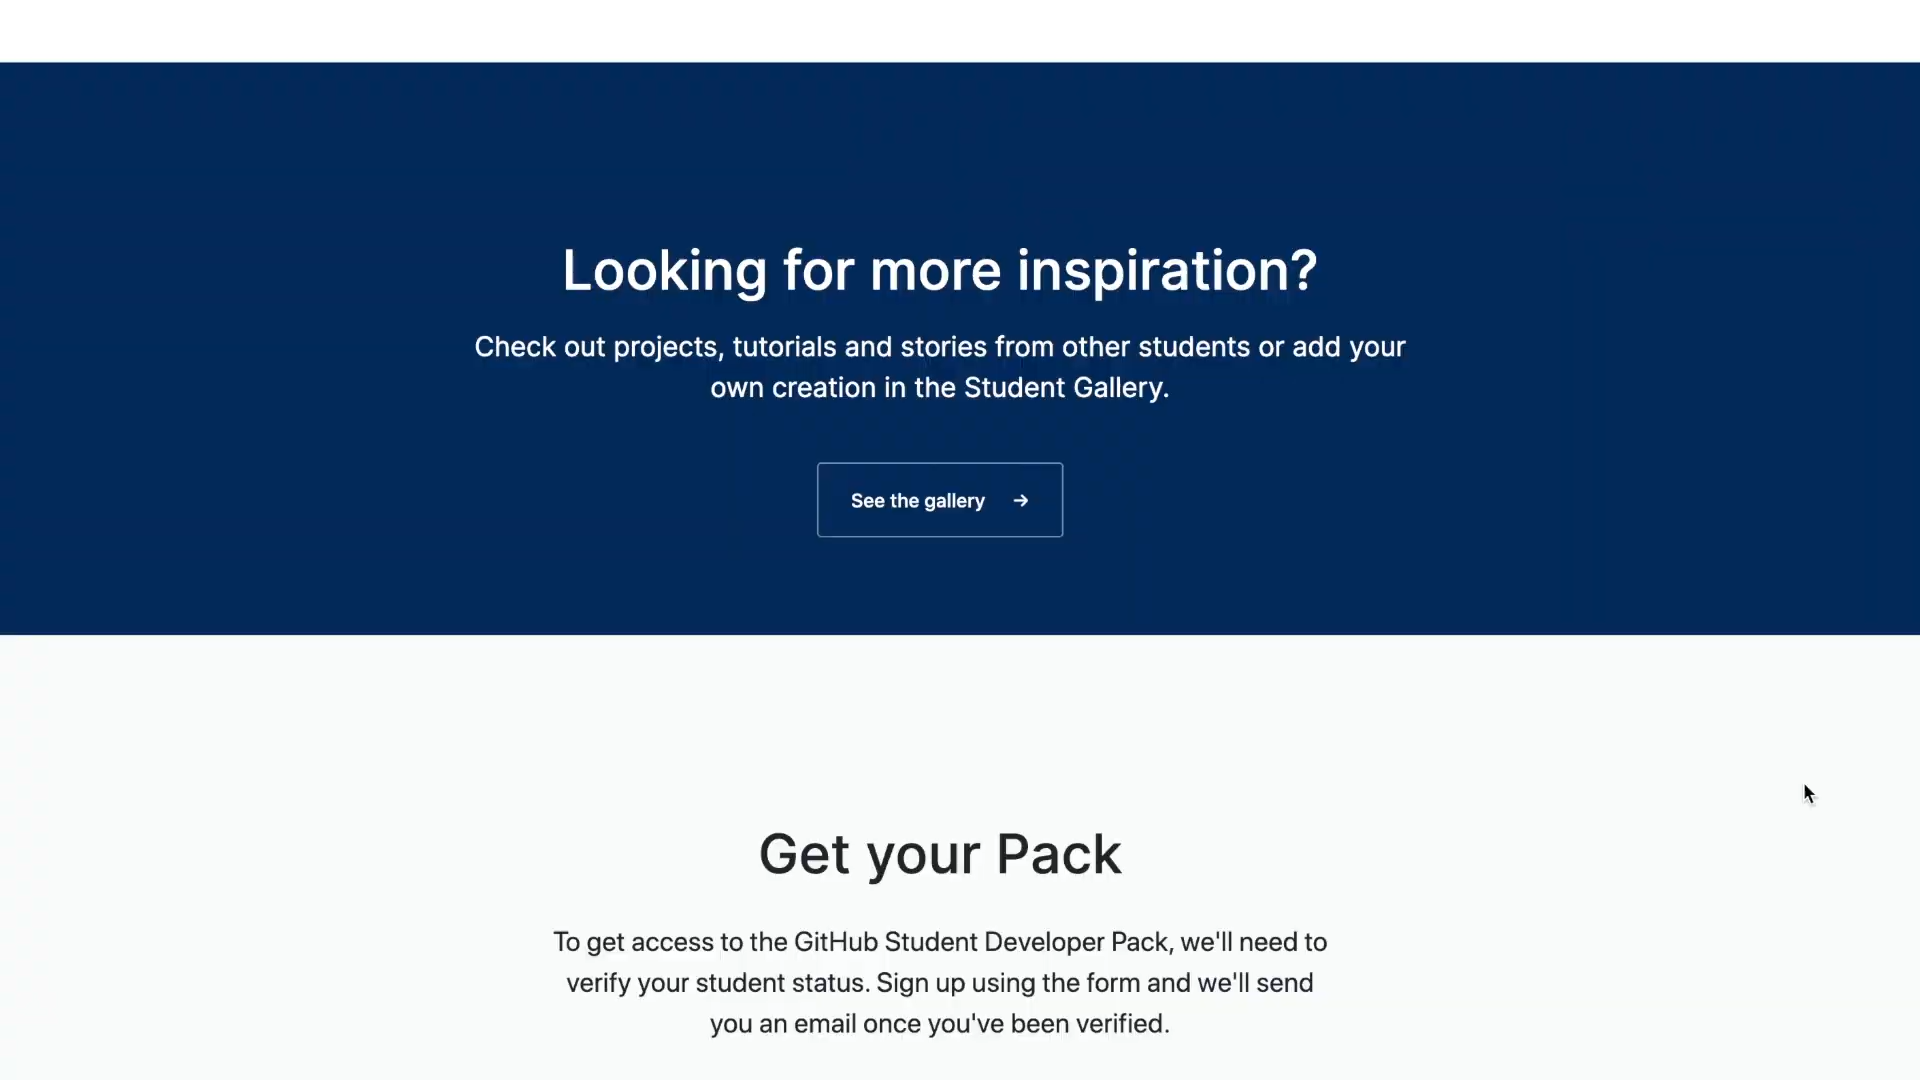 Looking for more inspiration?
Check out projects, tutorials and stories from other students or add your
own creation in the Student Gallery.
See the gallery →
Get your Pack
To get access to the GitHub Student Developer Pack, we'll need to
verify your student status. Sign up using the form and we'll send
you an email once you've been verified.